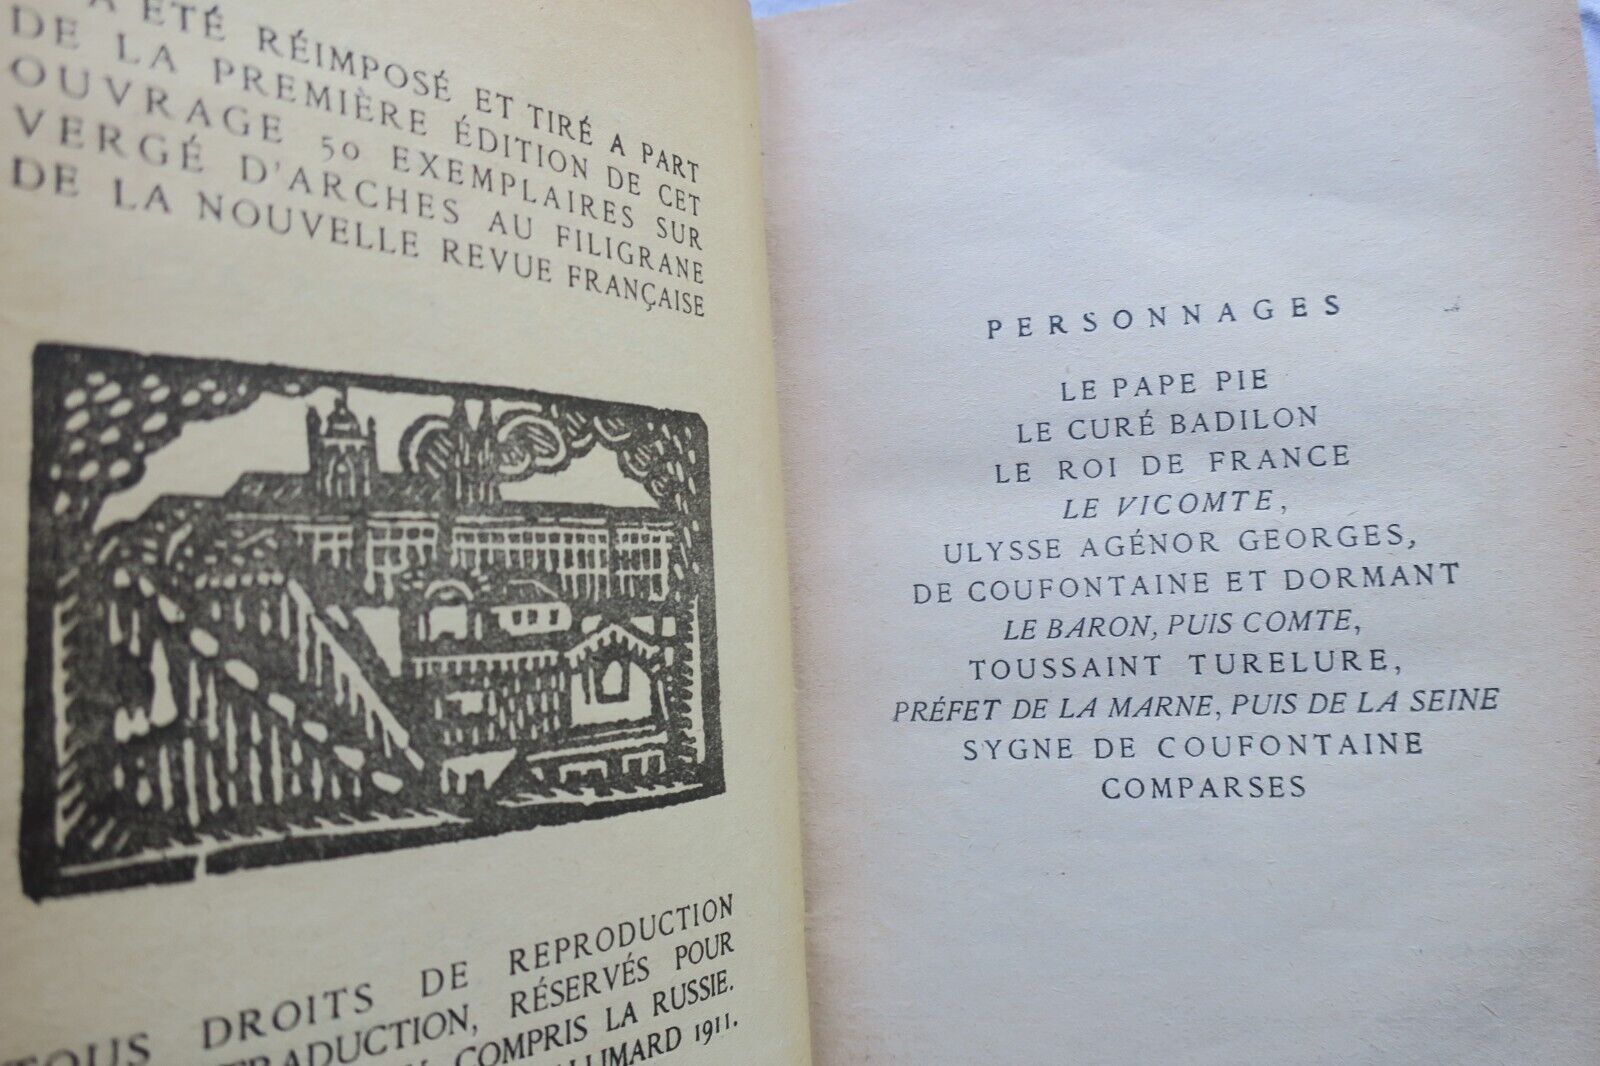 A ÉTÉ RÉIMPOSÉ ET TIRÉ A PART
DE LA PREMIÈRE ÉDITION DE CET
OUVRAGE 50 EXEMPLAIRES SUR
VERGÉ D'ARCHES AU FILIGRANE
DE LA NOUVELLE REVUE FRANÇAISE
TOUS DROITS DE REPRODUCTION
TRADUCTION, RÉSERVÉS POUR
COMPRIS LA RUSSIE.
1911.
PERSONNAGES
LE PAPE PIE
LE CURÉ BADILON
LE ROI DE FRANCE
LE VICOMTE,
ULYSSE AGÉNOR GEORGES,
DE COUFONTAINE ET DORMANT
LE BARON, PUIS COMTE,
TOUSSAINT TURELURE,
PRÉFET DE LA MARNE, PUIS DE LA SEINE
SYGNE DE COUFONTAINE
COMPARSES